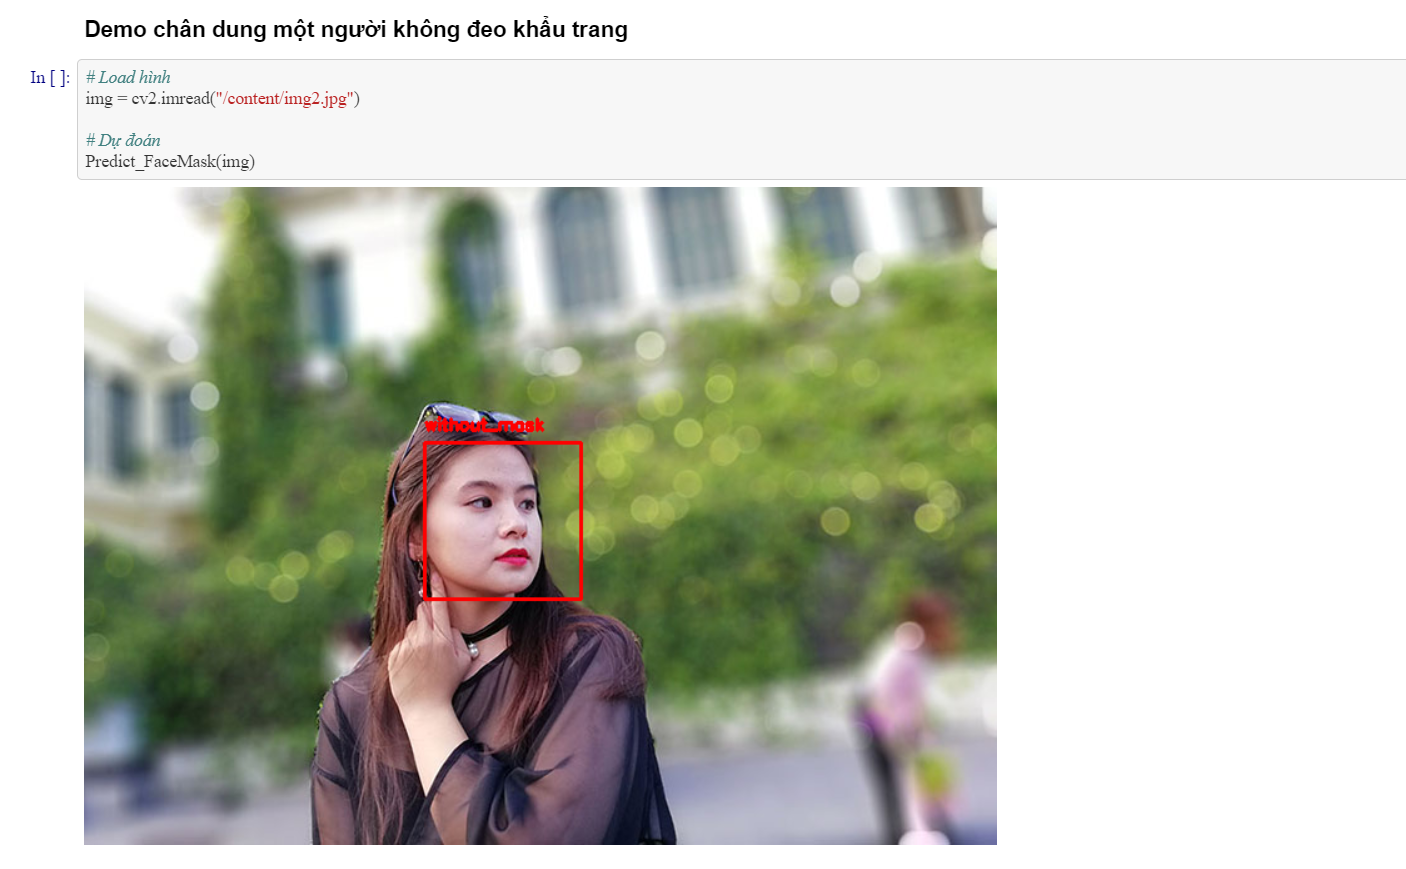 Demo chân dung một người không đeo khẩu trang
In [ ]:
# Load hình
img = cv2.imread("/content/img2.jpg")
# Dự đoán
Predict_FaceMask(img)
without_mask